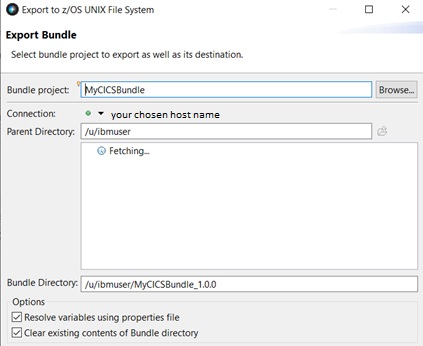 Export to z/OS UNIX File System
Export Bundle
Select bundle project to export as well as its destination.
Bundle project: MyCICSBundle Browse...
Connection: your chosen host name
Parent Directory: /u/ibmuser
Fetching...
Bundle Directory: /u/ibmuser/MyCICSBundle_1.0.0
Options
Resolve variables using properties file
Clear existing contents of Bundle directory